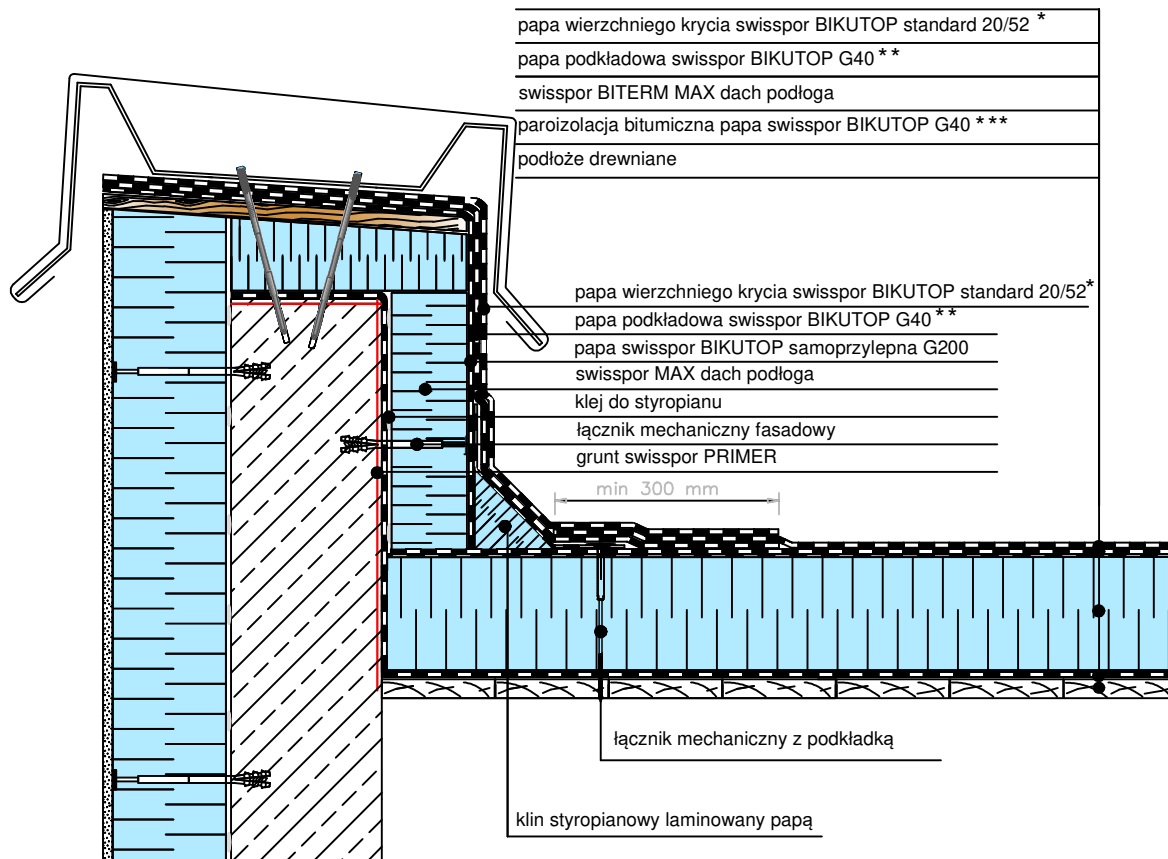 papa wierzchniego krycia swisspor BIKUTOP standard 20/52 *
papa podkładowa swisspor BIKUTOP G40 * *
swisspor BITERM MAX dach podłoga
paroizolacja bitumiczna papa swisspor BIKUTOP G40 * * *
podłoże drewniane
papa wierzchniego krycia swisspor BIKUTOP standard 20/52*
papa podkładowa swisspor BIKUTOP G40 * *
papa swisspor BIKUTOP samoprzylepna G200
swisspor MAX dach podłoga
klej do styropianu
łącznik mechaniczny fasadowy
grunt swisspor PRIMER
min 300 mm
łącznik mechaniczny z podkładką
klin styropianowy laminowany papą